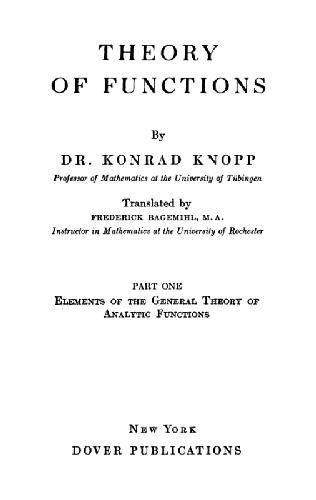 THEORY
OF FUNCTIONS
By
DR. KONRAD KNOPP
Professor of Mathematics at the University of Tübingen
Translated by
FREDERICK BAGEMIHL, M.A.
Instructor in Mathematics at the University of Rochester
PART ONE
ELEMENTS OF THE GENERAL THEORY OF
ANALYTIC FUNCTIONS
NEW YORK
DOVER PUBLICATIONS